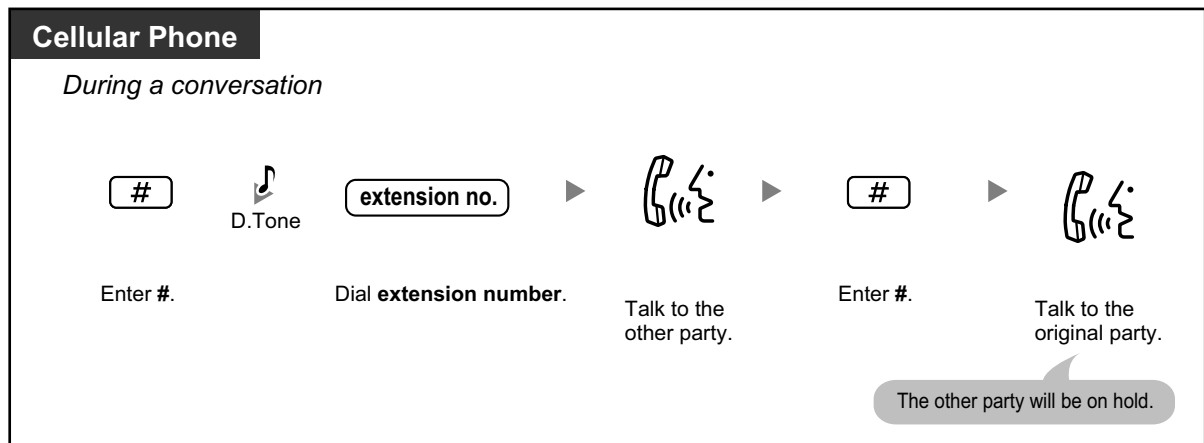 Cellular Phone
During a conversation
#
D.Tone
extension no.
#
Enter #.
Dial extension number.
Talk to the
other party.
Enter #.
Talk to the
original party.
The other party will be on hold.